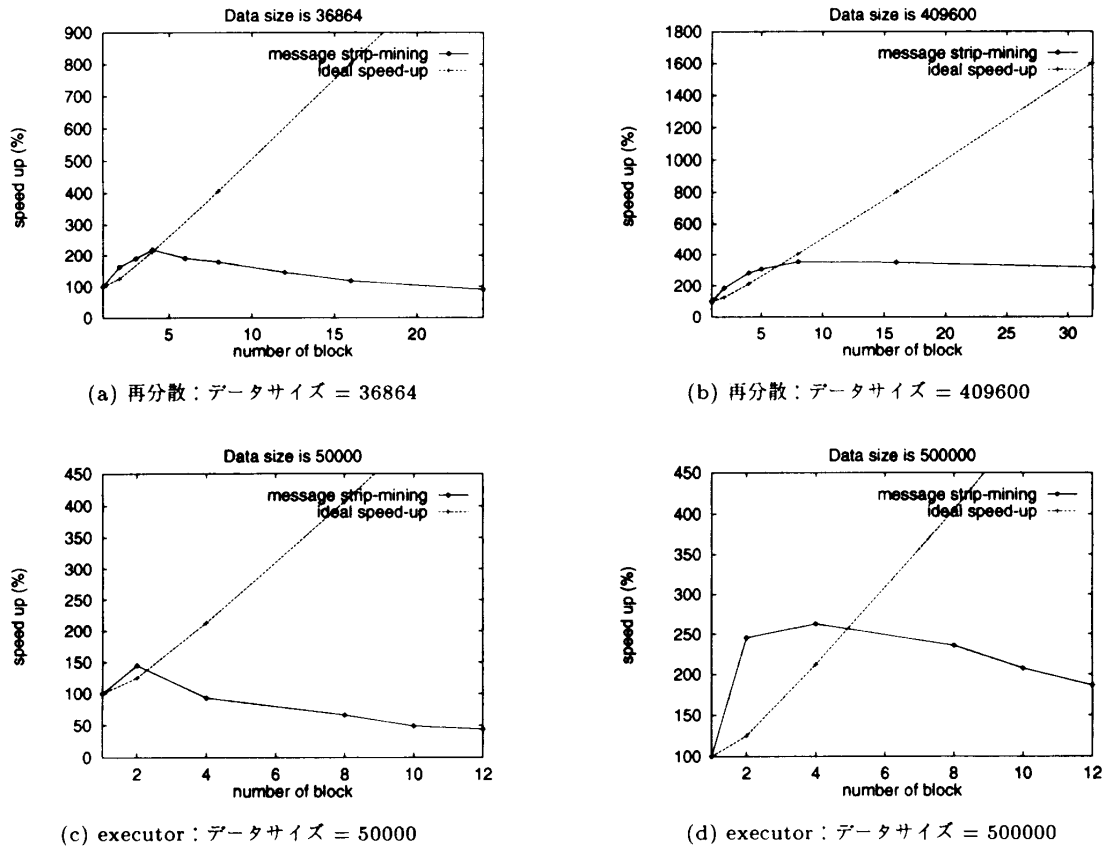 Data size is 36864
900
800
700
600
500
400
300
200
100
0
speed up (%)
message strip-mining
ideal speed-up
5
10
15
20
number of block
(a) 再分散：データサイズ = 36864
Data size is 409600
1800
1600
1400
1200
1000
800
600
400
200
0
speed up (%)
message strip-mining
ideal speed-up
5
10
15
20
25
30
number of block
(b) 再分散：データサイズ = 409600
Data size is 50000
450
400
350
300
250
200
150
100
50
0
speed up (%)
message strip-mining
ideal speed-up
2
4
6
8
10
12
number of block
(c) executor：データサイズ = 50000
Data size is 500000
450
400
350
300
250
200
150
100
speed up (%)
message strip-mining
ideal speed-up
2
4
6
8
10
12
number of block
(d) executor：データサイズ = 500000